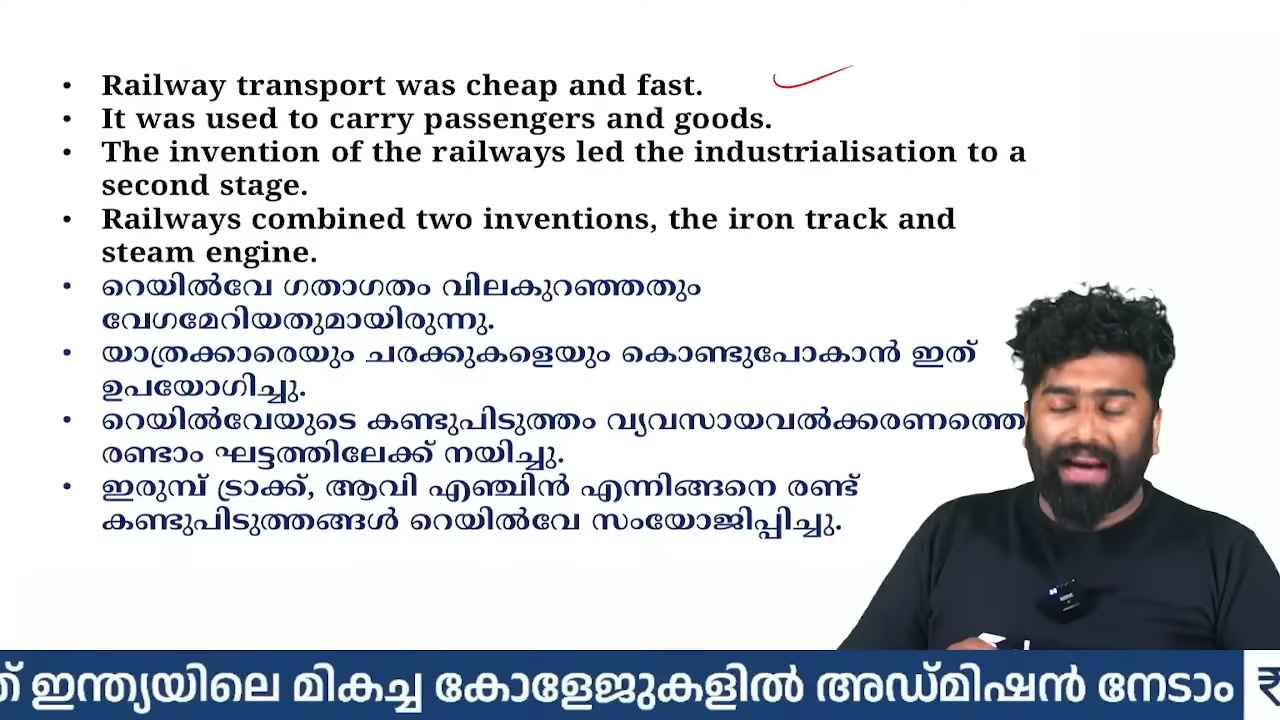 • Railway transport was cheap and fast.
• It was used to carry passengers and goods.
• The invention of the railways led the industrialisation to a
second stage.
• Railways combined two inventions, the iron track and
steam engine.
• റെയിൽവേ ഗതാഗതം വിലകുറഞ്ഞതും
വേഗമേറിയതുമായിരുന്നു.
• യാത്രക്കാരെയും ചരക്കുകളെയും കൊണ്ടുപോകാൻ ഇത്
ഉപയോഗിച്ചു.
• റെയിൽവേയുടെ കണ്ടുപിടുത്തം വ്യവസായവൽക്കരണത്തെ
രണ്ടാം ഘട്ടത്തിലേക്ക് നയിച്ചു.
• ഇരുമ്പ് ട്രാക്ക്, ആവി എഞ്ചിൻ എന്നിങ്ങനെ രണ്ട്
കണ്ടുപിടുത്തങ്ങൾ റെയിൽവേ സംയോജിപ്പിച്ചു.
ഇന്ത്യയിലെ മികച്ച കോളേജുകളിൽ അഡ്മിഷൻ നേടാം ₹